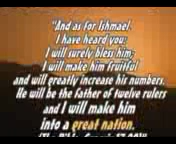 "And as for Ishmael,
I have heard you:
I will surely bless him;
I will make him fruitful
and will greatly increase his numbers.
He will be the father of twelve rulers
and I will make him
into a great nation.